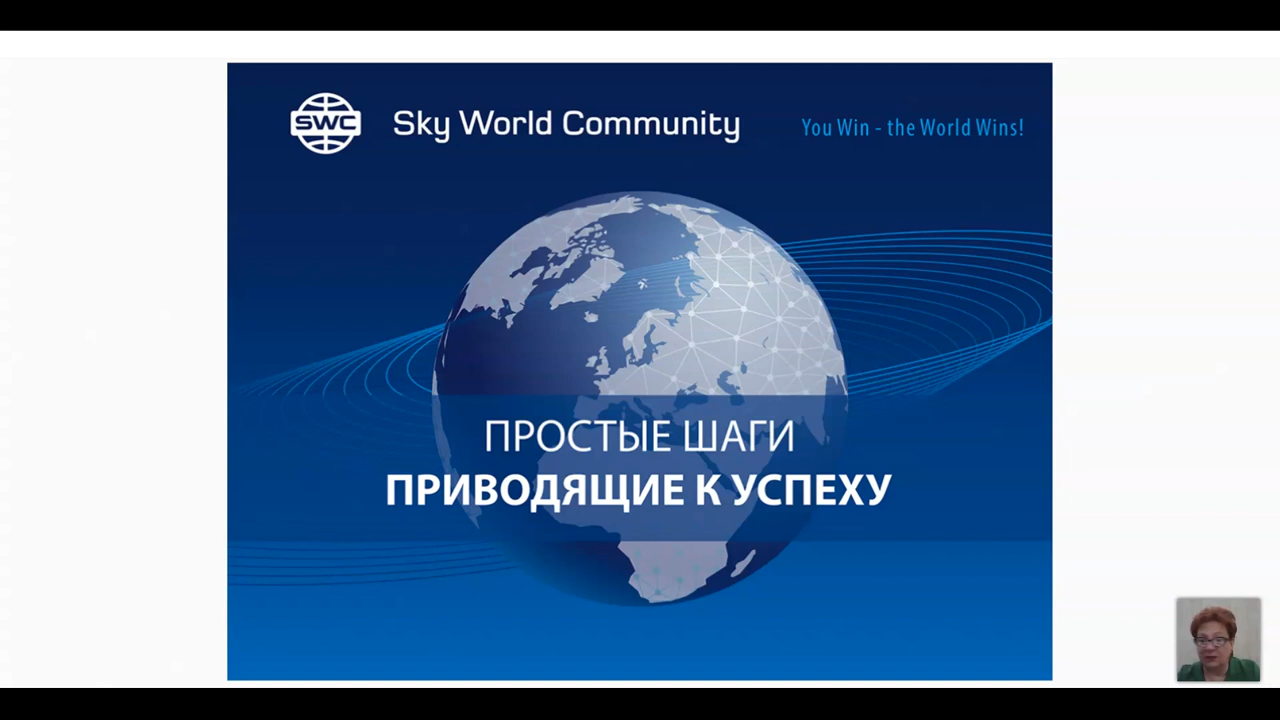 SWC
Sky World Community
You Win - the World Wins!
ПРОСТЫЕ ШАГИ
ПРИВОДЯЩИЕ К УСПЕХУ